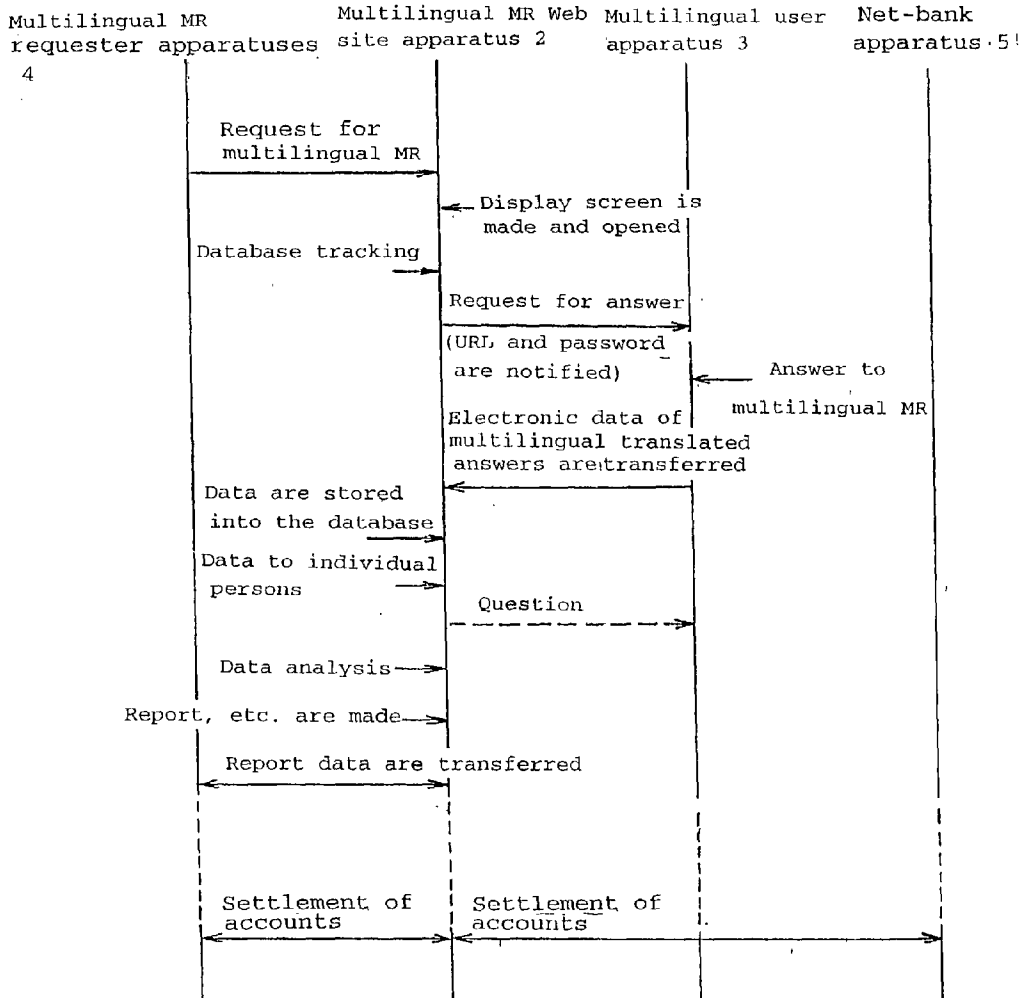 Multilingual MR
requester apparatuses
4
Multilingual MR Web
site apparatus 2
Multilingual user
apparatus 3
Net-bank
apparatus 5
Request for
multilingual MR
Display screen is
made and opened
Database tracking
Request for answer
(URL and password
are notified)
Answer to
multilingual MR
Electronic data of
multilingual translated
answers are transferred
Data are stored
into the database
Data to individual
persons
Question
Data analysis
Report, etc. are made
Report data are transferred
Settlement of
accounts
Settlement of
accounts